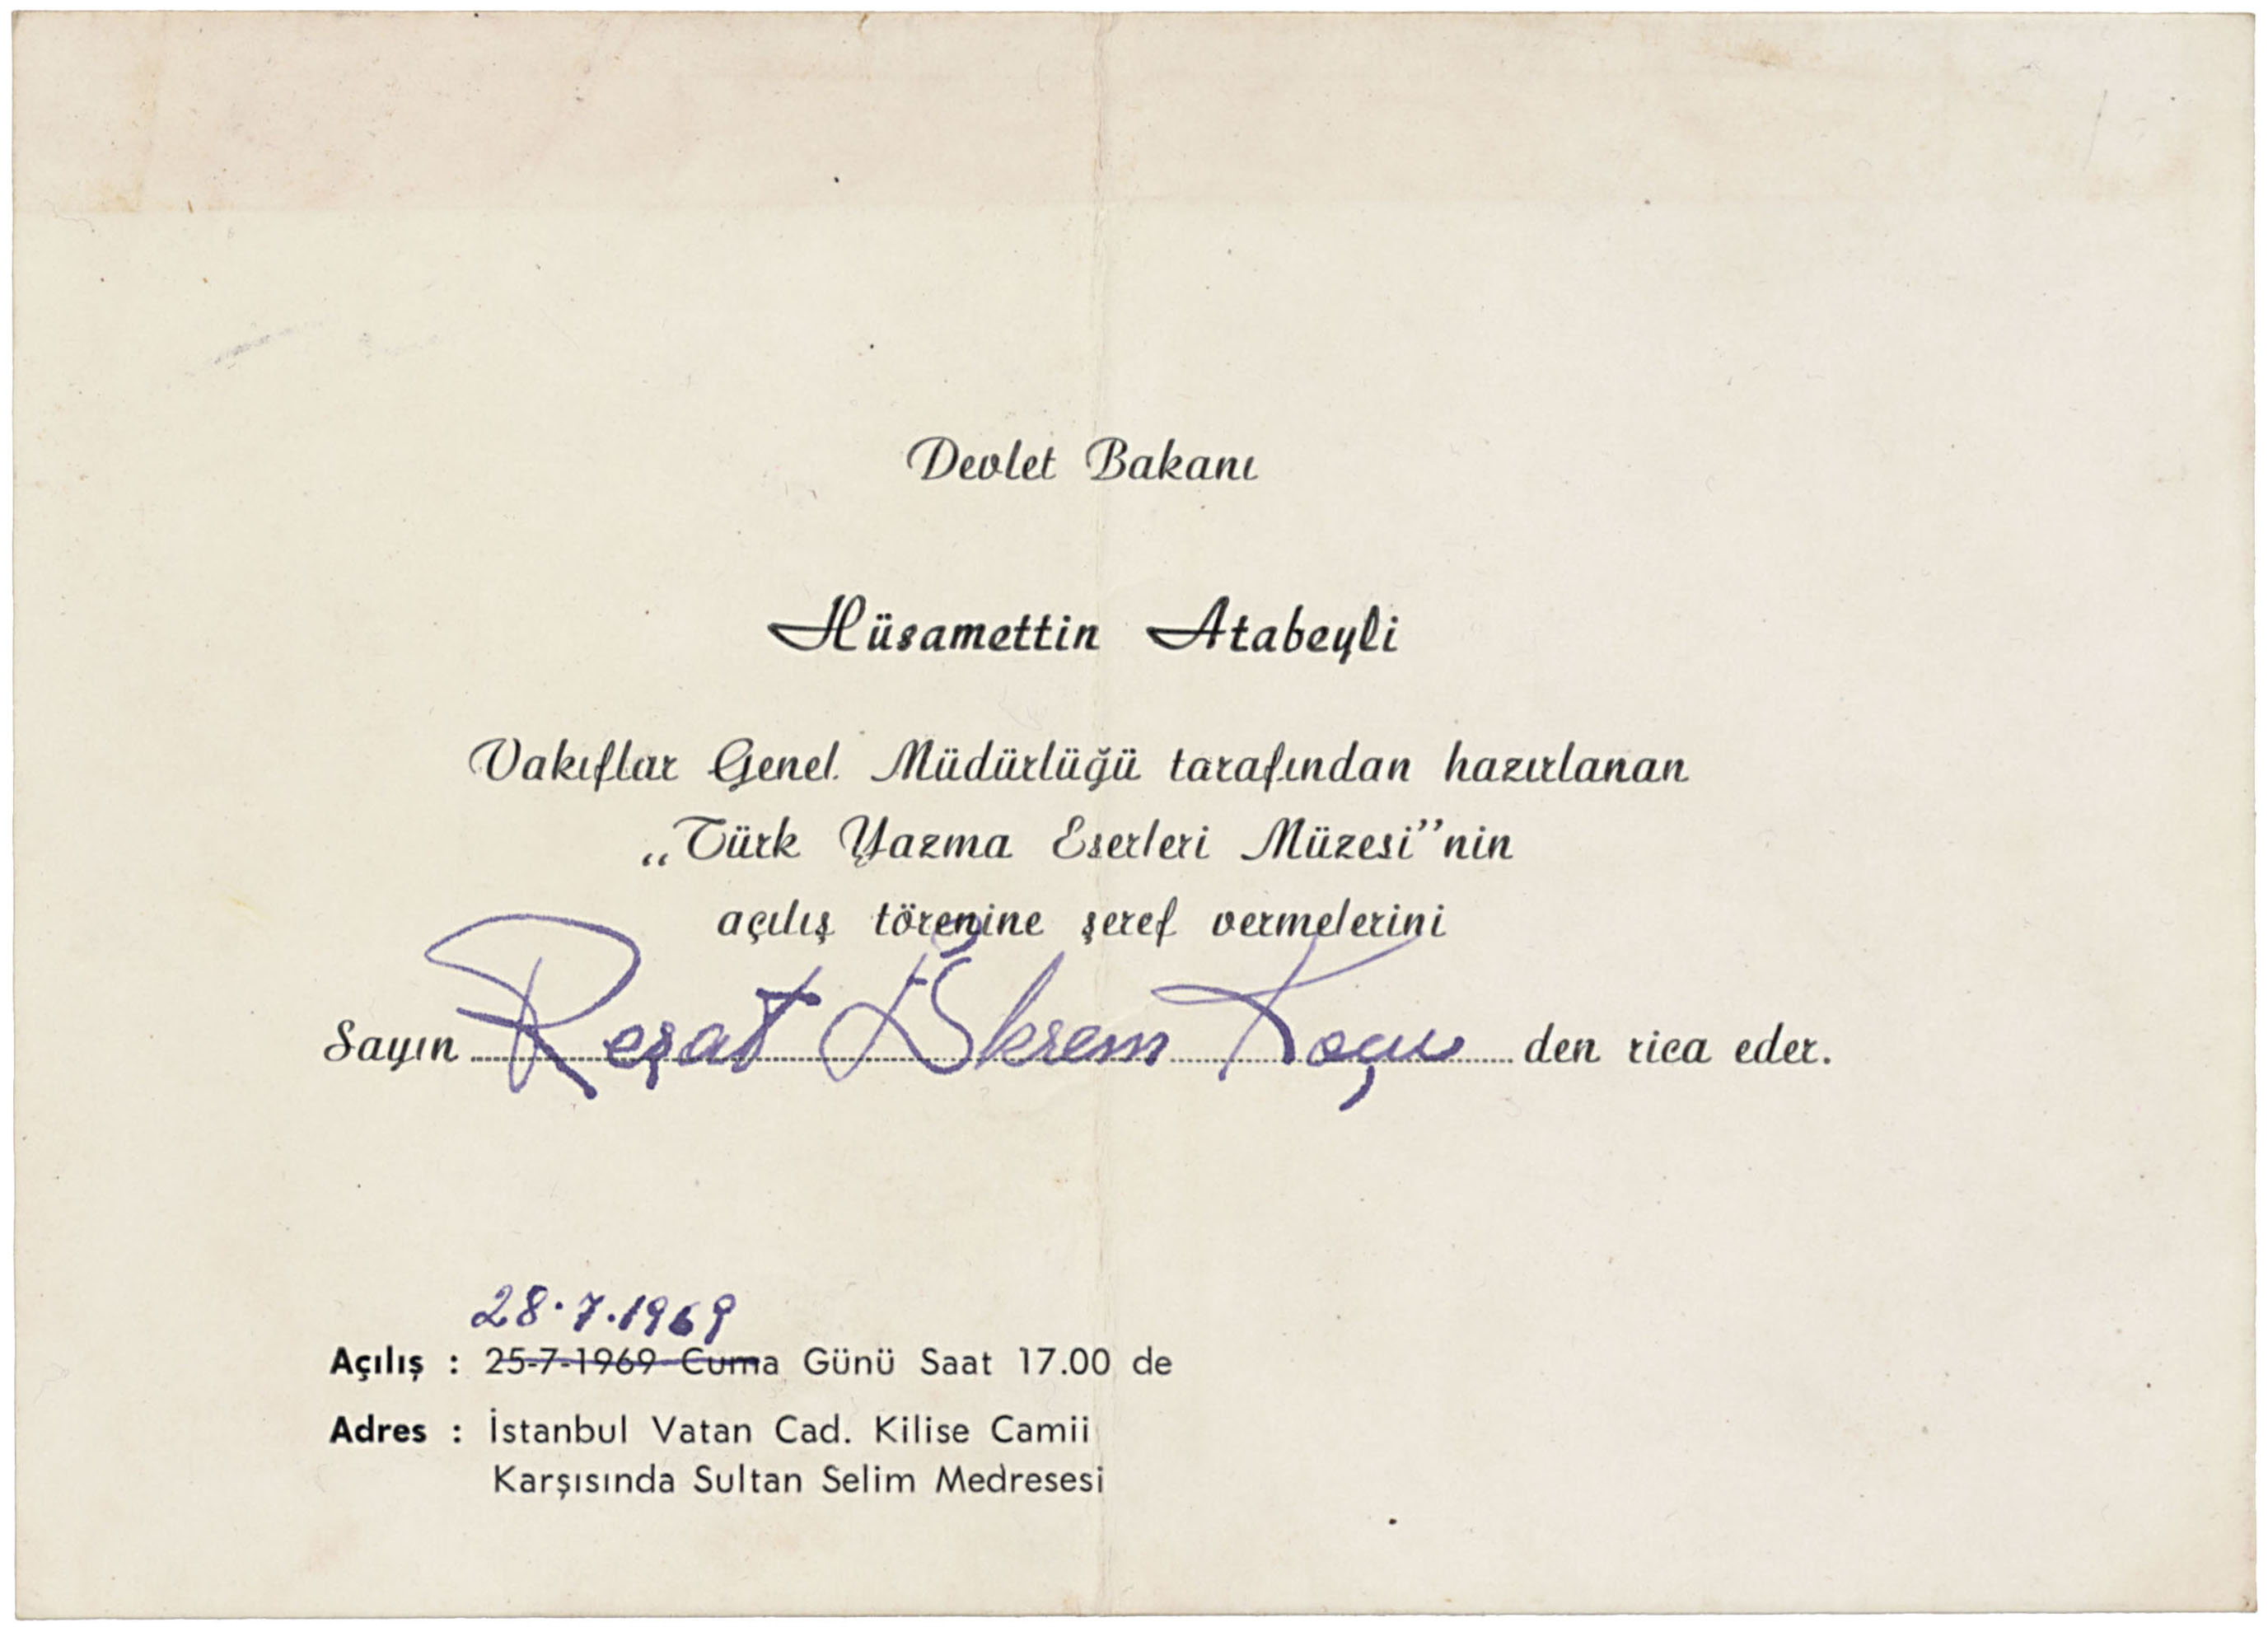 Devlet Bakanı
Hüsamettin Atabeyli
Vakıflar Genel Müdürlüğü tarafından hazırlanan
„Türk Yazma Eserleri Müzesi”nin
açılış törenine şeref vermelerini
Sayın Reşat Ekrem Koçu den rica eder.
28.7.1969
Açılış : 25-7-1969 Cuma Günü Saat 17.00 de
Adres : İstanbul Vatan Cad. Kilise Camii
Karşısında Sultan Selim Medresesi